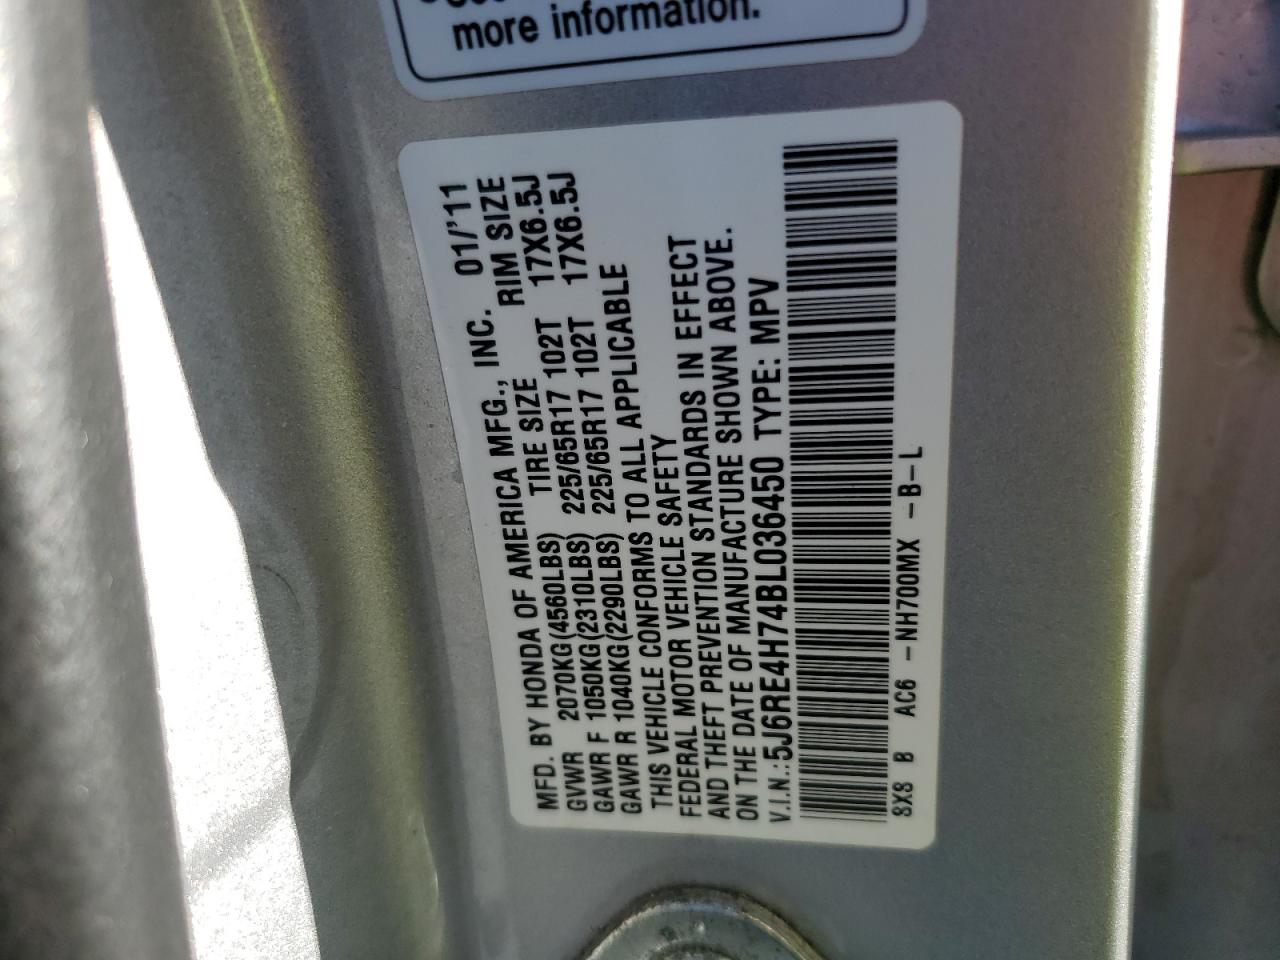 more information.
MFD. BY HONDA OF AMERICA MFG., INC. 01/'11
GVWR 2070KG(4560LBS) TIRE SIZE RIM SIZE
GAWR F 1050KG(2310LBS) 225/65R17 102T 17X6.5J
GAWR R 1040KG(2290LBS) 225/65R17 102T 17X6.5J
THIS VEHICLE CONFORMS TO ALL APPLICABLE
FEDERAL MOTOR VEHICLE SAFETY
AND THEFT PREVENTION STANDARDS IN EFFECT
ON THE DATE OF MANUFACTURE SHOWN ABOVE.
V.I.N.:5J6RE4H74BL036450 TYPE: MPV
8X8 B AC6 -NH700MX -B-L